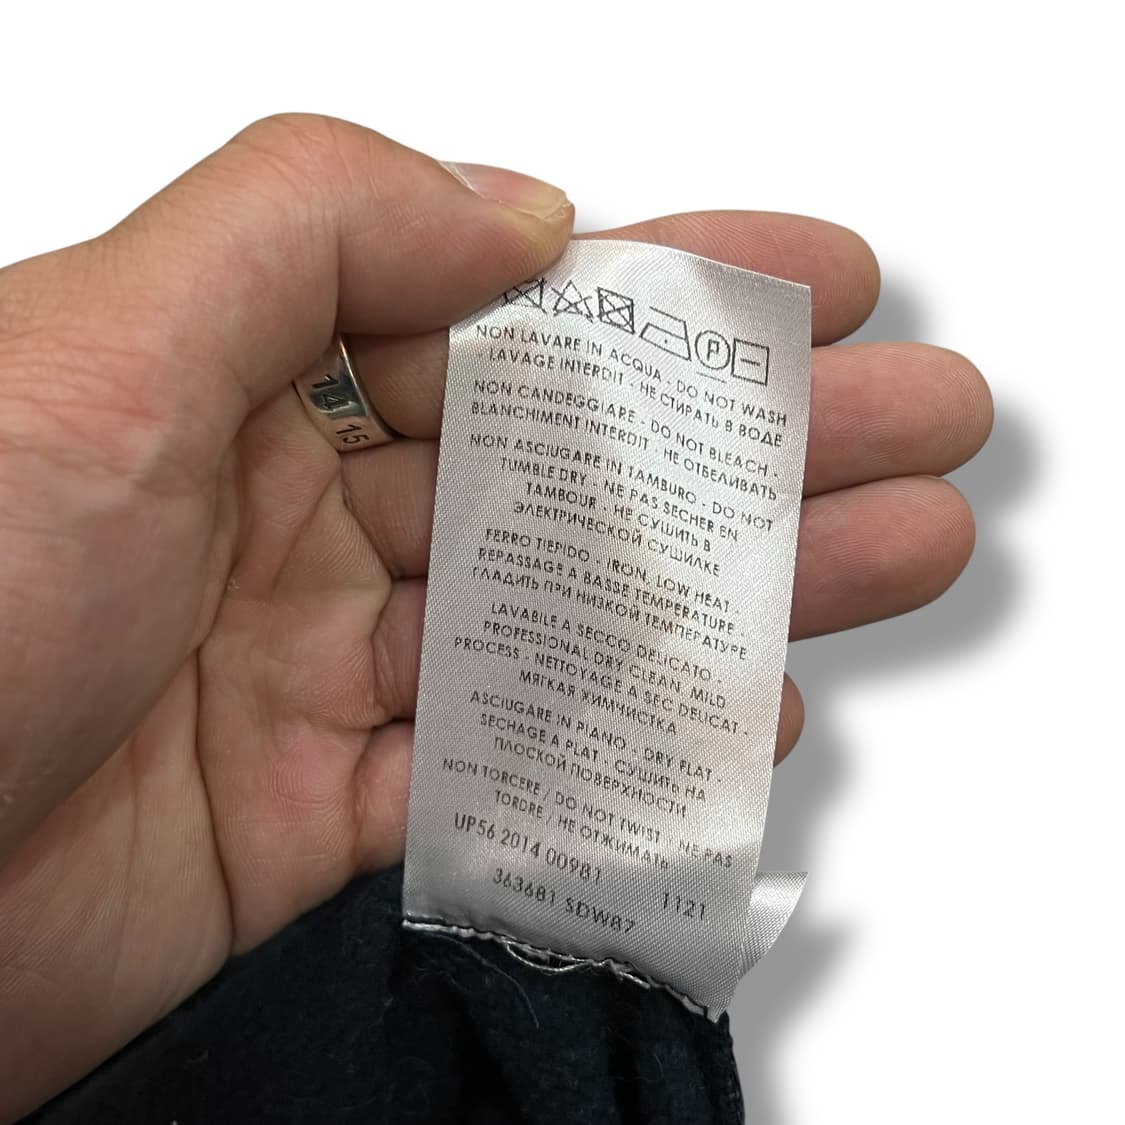 14 15
P
NON LAVARE IN ACQUA - DO NOT WASH
- LAVAGE INTERDIT - НЕ СТИРАТЬ В ВОДЕ
NON CANDEGGIARE - DO NOT BLEACH -
BLANCHIMENT INTERDIT - НЕ ОТБЕЛИВАТЬ
NON ASCIUGARE IN TAMBURO - DO NOT
TUMBLE DRY - NE PAS SECHER EN
TAMBOUR - НЕ СУШИТЬ В
ЭЛЕКТРИЧЕСКОЙ СУШИЛКЕ
FERRO TIEPIDO - IRON, LOW HEAT -
REPASSAGE A BASSE TEMPERATURE -
ГЛАДИТЬ ПРИ НИЗКОЙ ТЕМПЕРАТУРЕ
LAVABILE A SECCO DELICATO -
PROFESSIONAL DRY CLEAN, MILD
PROCESS - NETTOYAGE A SEC DELICAT -
МЯГКАЯ ХИМЧИСТКА
ASCIUGARE IN PIANO - DRY FLAT -
SECHAGE A PLAT - СУШИТЬ НА
ПЛОСКОЙ ПОВЕРХНОСТИ
NON TORCERE / DO NOT TWIST / NE PAS
TORDRE / НЕ ОТЖИМАТЬ
UP56 2014 00981 1121
363681 SDW87